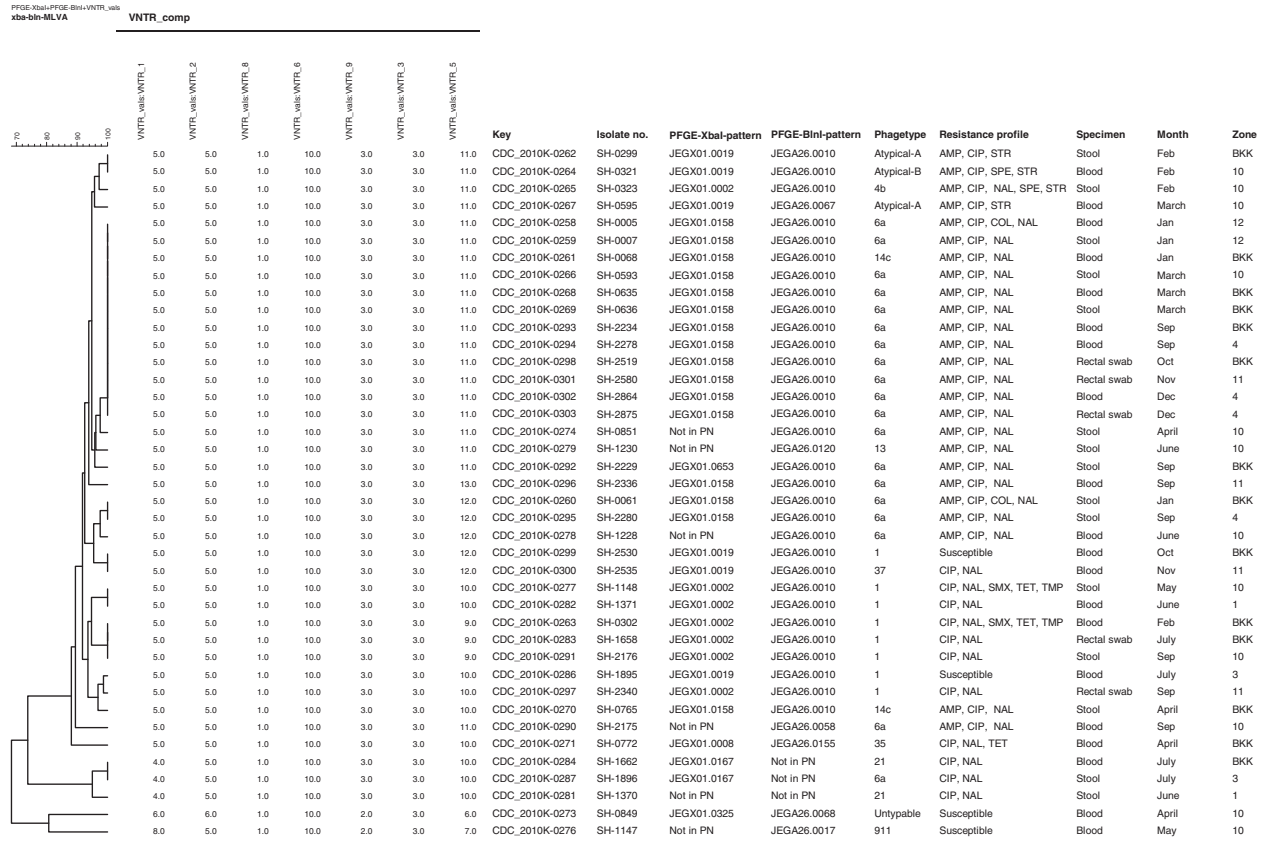 PFGE-XbaI+PFGE-BlnI+VNTR_vals
xba-bln-MLVA VNTR_comp
VNTR_vals:VNTR_1 VNTR_vals:VNTR_2 VNTR_vals:VNTR_8 VNTR_vals:VNTR_6 VNTR_vals:VNTR_9 VNTR_vals:VNTR_3 VNTR_vals:VNTR_5
70 80 90 100
Key Isolate no. PFGE-XbaI-pattern PFGE-BlnI-pattern Phagetype Resistance profile Specimen Month Zone
5.0 5.0 1.0 10.0 3.0 3.0 11.0 CDC_2010K-0262 SH-0299 JEGX01.0019 JEGA26.0010 Atypical-A AMP, CIP, STR Stool Feb BKK
5.0 5.0 1.0 10.0 3.0 3.0 11.0 CDC_2010K-0264 SH-0321 JEGX01.0019 JEGA26.0010 Atypical-B AMP, CIP, SPE, STR Blood Feb 10
5.0 5.0 1.0 10.0 3.0 3.0 11.0 CDC_2010K-0265 SH-0323 JEGX01.0002 JEGA26.0010 4b AMP, CIP, NAL, SPE, STR Stool Feb 10
5.0 5.0 1.0 10.0 3.0 3.0 11.0 CDC_2010K-0267 SH-0595 JEGX01.0019 JEGA26.0067 Atypical-A AMP, CIP, STR Blood March 10
5.0 5.0 1.0 10.0 3.0 3.0 11.0 CDC_2010K-0258 SH-0005 JEGX01.0158 JEGA26.0010 6a AMP, CIP, COL, NAL Blood Jan 12
5.0 5.0 1.0 10.0 3.0 3.0 11.0 CDC_2010K-0259 SH-0007 JEGX01.0158 JEGA26.0010 6a AMP, CIP, NAL Stool Jan 12
5.0 5.0 1.0 10.0 3.0 3.0 11.0 CDC_2010K-0261 SH-0068 JEGX01.0158 JEGA26.0010 14c AMP, CIP, NAL Blood Jan BKK
5.0 5.0 1.0 10.0 3.0 3.0 11.0 CDC_2010K-0266 SH-0593 JEGX01.0158 JEGA26.0010 6a AMP, CIP, NAL Stool March 10
5.0 5.0 1.0 10.0 3.0 3.0 11.0 CDC_2010K-0268 SH-0635 JEGX01.0158 JEGA26.0010 6a AMP, CIP, NAL Blood March BKK
5.0 5.0 1.0 10.0 3.0 3.0 11.0 CDC_2010K-0269 SH-0636 JEGX01.0158 JEGA26.0010 6a AMP, CIP, NAL Stool March BKK
5.0 5.0 1.0 10.0 3.0 3.0 11.0 CDC_2010K-0293 SH-2234 JEGX01.0158 JEGA26.0010 6a AMP, CIP, NAL Blood Sep BKK
5.0 5.0 1.0 10.0 3.0 3.0 11.0 CDC_2010K-0294 SH-2278 JEGX01.0158 JEGA26.0010 6a AMP, CIP, NAL Blood Sep 4
5.0 5.0 1.0 10.0 3.0 3.0 11.0 CDC_2010K-0298 SH-2519 JEGX01.0158 JEGA26.0010 6a AMP, CIP, NAL Rectal swab Oct BKK
5.0 5.0 1.0 10.0 3.0 3.0 11.0 CDC_2010K-0301 SH-2580 JEGX01.0158 JEGA26.0010 6a AMP, CIP, NAL Rectal swab Nov 11
5.0 5.0 1.0 10.0 3.0 3.0 11.0 CDC_2010K-0302 SH-2864 JEGX01.0158 JEGA26.0010 6a AMP, CIP, NAL Blood Dec 4
5.0 5.0 1.0 10.0 3.0 3.0 11.0 CDC_2010K-0303 SH-2875 JEGX01.0158 JEGA26.0010 6a AMP, CIP, NAL Rectal swab Dec 4
5.0 5.0 1.0 10.0 3.0 3.0 11.0 CDC_2010K-0274 SH-0851 Not in PN JEGA26.0010 6a AMP, CIP, NAL Stool April 10
5.0 5.0 1.0 10.0 3.0 3.0 11.0 CDC_2010K-0279 SH-1230 Not in PN JEGA26.0120 13 AMP, CIP, NAL Stool June 10
5.0 5.0 1.0 10.0 3.0 3.0 11.0 CDC_2010K-0292 SH-2229 JEGX01.0653 JEGA26.0010 6a AMP, CIP, NAL Stool Sep BKK
5.0 5.0 1.0 10.0 3.0 3.0 13.0 CDC_2010K-0296 SH-2336 JEGX01.0158 JEGA26.0010 6a AMP, CIP, NAL Blood Sep 11
5.0 5.0 1.0 10.0 3.0 3.0 12.0 CDC_2010K-0260 SH-0061 JEGX01.0158 JEGA26.0010 6a AMP, CIP, COL, NAL Stool Jan BKK
5.0 5.0 1.0 10.0 3.0 3.0 12.0 CDC_2010K-0295 SH-2280 JEGX01.0158 JEGA26.0010 6a AMP, CIP, NAL Stool Sep 4
5.0 5.0 1.0 10.0 3.0 3.0 12.0 CDC_2010K-0278 SH-1228 Not in PN JEGA26.0010 6a AMP, CIP, NAL Blood June 10
5.0 5.0 1.0 10.0 3.0 3.0 12.0 CDC_2010K-0299 SH-2530 JEGX01.0019 JEGA26.0010 1 Susceptible Blood Oct BKK
5.0 5.0 1.0 10.0 3.0 3.0 12.0 CDC_2010K-0300 SH-2535 JEGX01.0019 JEGA26.0010 37 CIP, NAL Blood Nov 11
5.0 5.0 1.0 10.0 3.0 3.0 10.0 CDC_2010K-0277 SH-1148 JEGX01.0002 JEGA26.0010 1 CIP, NAL, SMX, TET, TMP Stool May 10
5.0 5.0 1.0 10.0 3.0 3.0 10.0 CDC_2010K-0282 SH-1371 JEGX01.0002 JEGA26.0010 1 CIP, NAL Blood June 1
5.0 5.0 1.0 10.0 3.0 3.0 9.0 CDC_2010K-0263 SH-0302 JEGX01.0002 JEGA26.0010 1 CIP, NAL, SMX, TET, TMP Blood Feb BKK
5.0 5.0 1.0 10.0 3.0 3.0 9.0 CDC_2010K-0283 SH-1658 JEGX01.0002 JEGA26.0010 1 CIP, NAL Rectal swab July BKK
5.0 5.0 1.0 10.0 3.0 3.0 9.0 CDC_2010K-0291 SH-2176 JEGX01.0002 JEGA26.0010 1 CIP, NAL Stool Sep 10
5.0 5.0 1.0 10.0 3.0 3.0 10.0 CDC_2010K-0286 SH-1895 JEGX01.0019 JEGA26.0010 1 Susceptible Blood July 3
5.0 5.0 1.0 10.0 3.0 3.0 10.0 CDC_2010K-0297 SH-2340 JEGX01.0002 JEGA26.0010 1 CIP, NAL Rectal swab Sep 11
5.0 5.0 1.0 10.0 3.0 3.0 10.0 CDC_2010K-0270 SH-0765 JEGX01.0158 JEGA26.0010 14c AMP, CIP, NAL Stool April BKK
5.0 5.0 1.0 10.0 3.0 3.0 11.0 CDC_2010K-0290 SH-2175 Not in PN JEGA26.0058 6a AMP, CIP, NAL Blood Sep 10
5.0 5.0 1.0 10.0 3.0 3.0 10.0 CDC_2010K-0271 SH-0772 JEGX01.0008 JEGA26.0155 35 CIP, NAL, TET Blood April BKK
4.0 5.0 1.0 10.0 3.0 3.0 10.0 CDC_2010K-0284 SH-1662 JEGX01.0167 Not in PN 21 CIP, NAL Blood July BKK
4.0 5.0 1.0 10.0 3.0 3.0 10.0 CDC_2010K-0287 SH-1896 JEGX01.0167 Not in PN 6a CIP, NAL Stool July 3
4.0 5.0 1.0 10.0 3.0 3.0 10.0 CDC_2010K-0281 SH-1370 Not in PN Not in PN 21 CIP, NAL Stool June 1
6.0 6.0 1.0 10.0 2.0 3.0 6.0 CDC_2010K-0273 SH-0849 JEGX01.0325 JEGA26.0068 Untypable Susceptible Blood April 10
8.0 5.0 1.0 10.0 2.0 3.0 7.0 CDC_2010K-0276 SH-1147 Not in PN JEGA26.0017 911 Susceptible Blood May 10